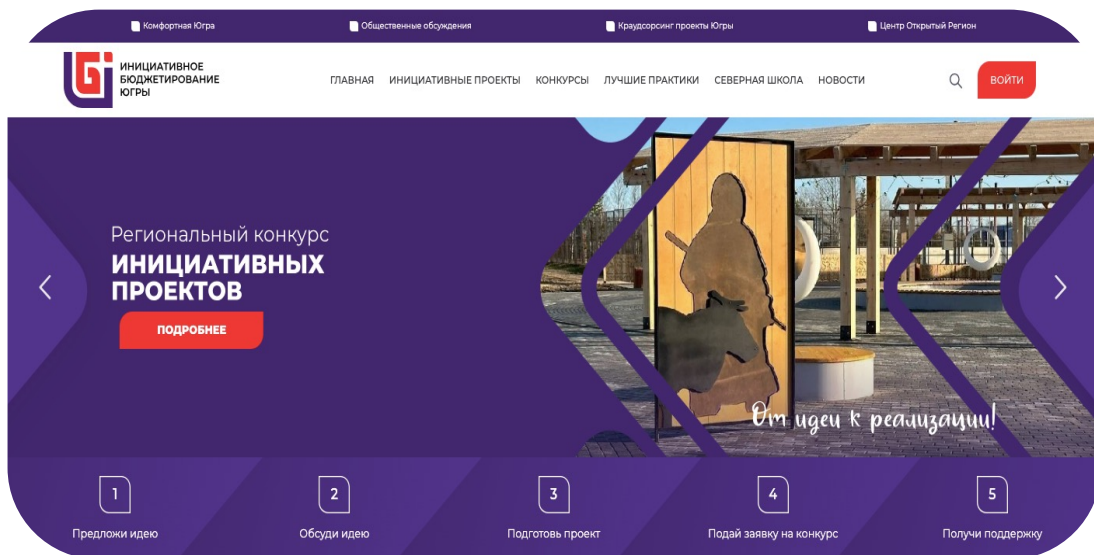 Комфортная Югра
Общественные обсуждения
Краудсорсинг проекты Югры
Центр Открытый Регион
ИНИЦИАТИВНОЕ
БЮДЖЕТИРОВАНИЕ
ЮГРЫ
ГЛАВНАЯ
ИНИЦИАТИВНЫЕ ПРОЕКТЫ
КОНКУРСЫ
ЛУЧШИЕ ПРАКТИКИ
СЕВЕРНАЯ ШКОЛА
НОВОСТИ
ВОЙТИ
Региональный конкурс
ИНИЦИАТИВНЫХ
ПРОЕКТОВ
ПОДРОБНЕЕ
От идеи к реализации!
1
Предложи идею
2
Обсуди идею
3
Подготовь проект
4
Подай заявку на конкурс
5
Получи поддержку